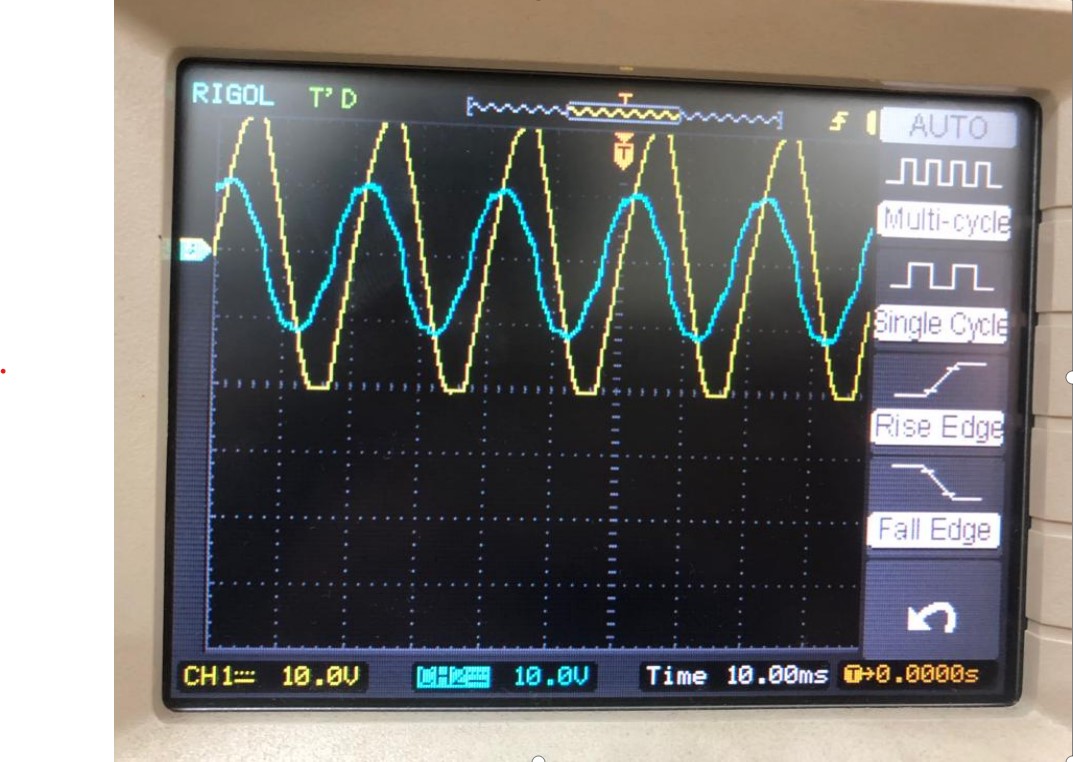 RIGOL T'D T AUTO
T
Multi-cycle
Single Cycle
Rise Edge
Fall Edge
CH1 10.0V CH2 10.0V Time 10.00ms T→0.0000s